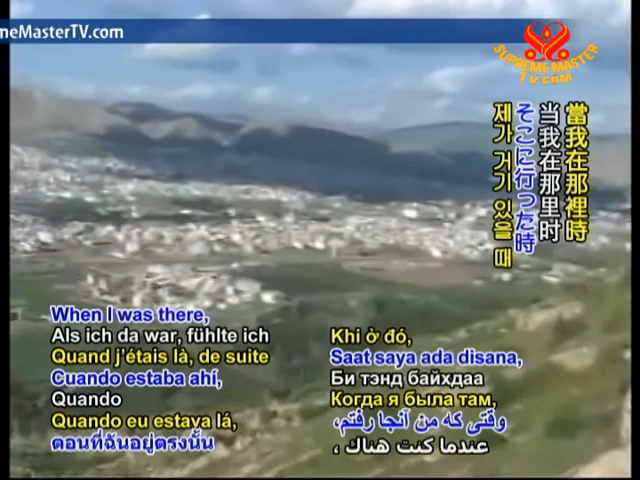 meMasterTV.com
SUPREME MASTER
TV.COM
當我在那裡時
当我在那里时
そこに行った時
제가 거기 있을 때
When I was there,
Als ich da war, fühlte ich
Quand j'étais là, de suite
Cuando estaba ahí,
Quando
Quando eu estava lá,
ตอนที่ฉันอยู่ตรงนั้น
Khi ở đó,
Saat saya ada disana,
Би тэнд байхдаа
Когда я была там,
وقتی که من آنجا رفتم،
عندما كنت هناك ،